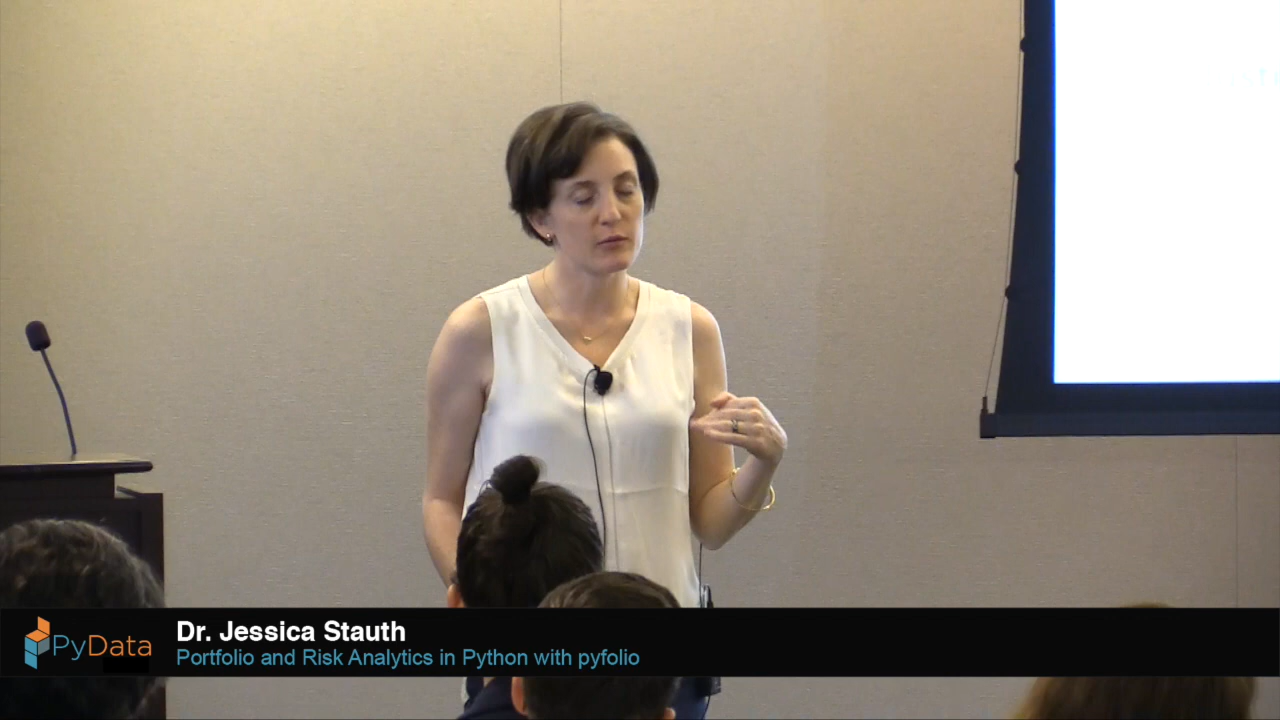 PyData
Dr. Jessica Stauth
Portfolio and Risk Analytics in Python with pyfolio